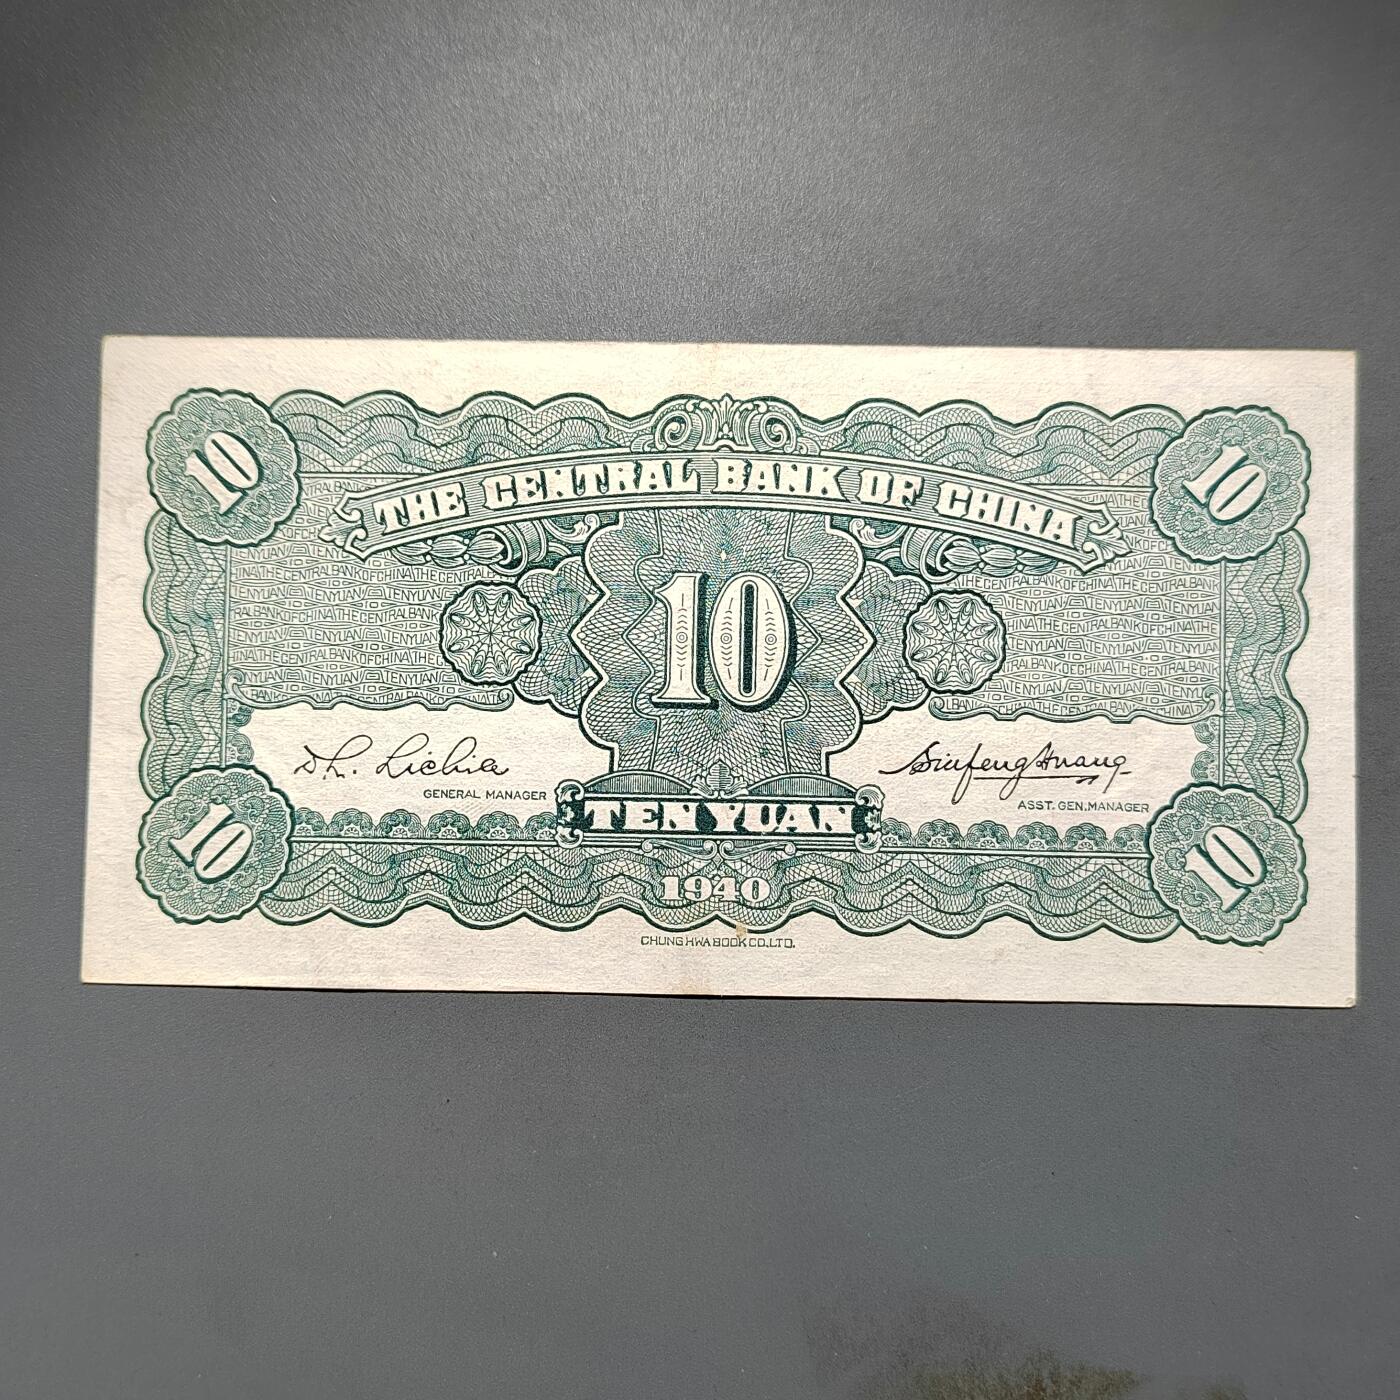 10 10
THE CENTRAL BANK OF CHINA
10
GENERAL MANAGER
ASST. GEN. MANAGER
TEN YUAN
10 10
1940
CHUNG HWA BOOK CO., LTD.